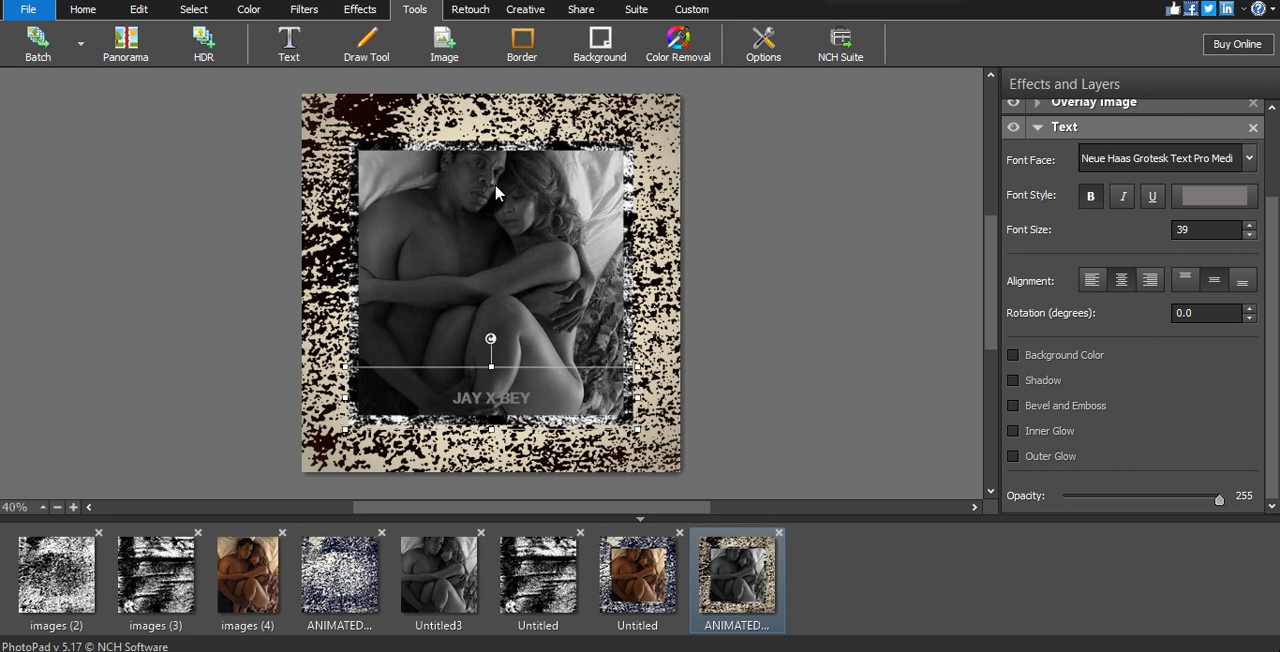 File Home Edit Select Color Filters Effects Tools Retouch Creative Share Suite Custom
Batch Panorama HDR Text Draw Tool Image Border Background Color Removal Options NCH Suite Buy Online
Effects and Layers
Overlay Image
Text
Font Face: Neue Haas Grotesk Text Pro Medi
Font Style: B I U
Font Size: 39
Alignment:
Rotation (degrees): 0.0
Background Color
Shadow
Bevel and Emboss
Inner Glow
Outer Glow
Opacity: 255
JAY X BEY
40%
images (2) images (3) images (4) ANIMATED... Untitled3 Untitled Untitled ANIMATED...
PhotoPad v 5.17 © NCH Software